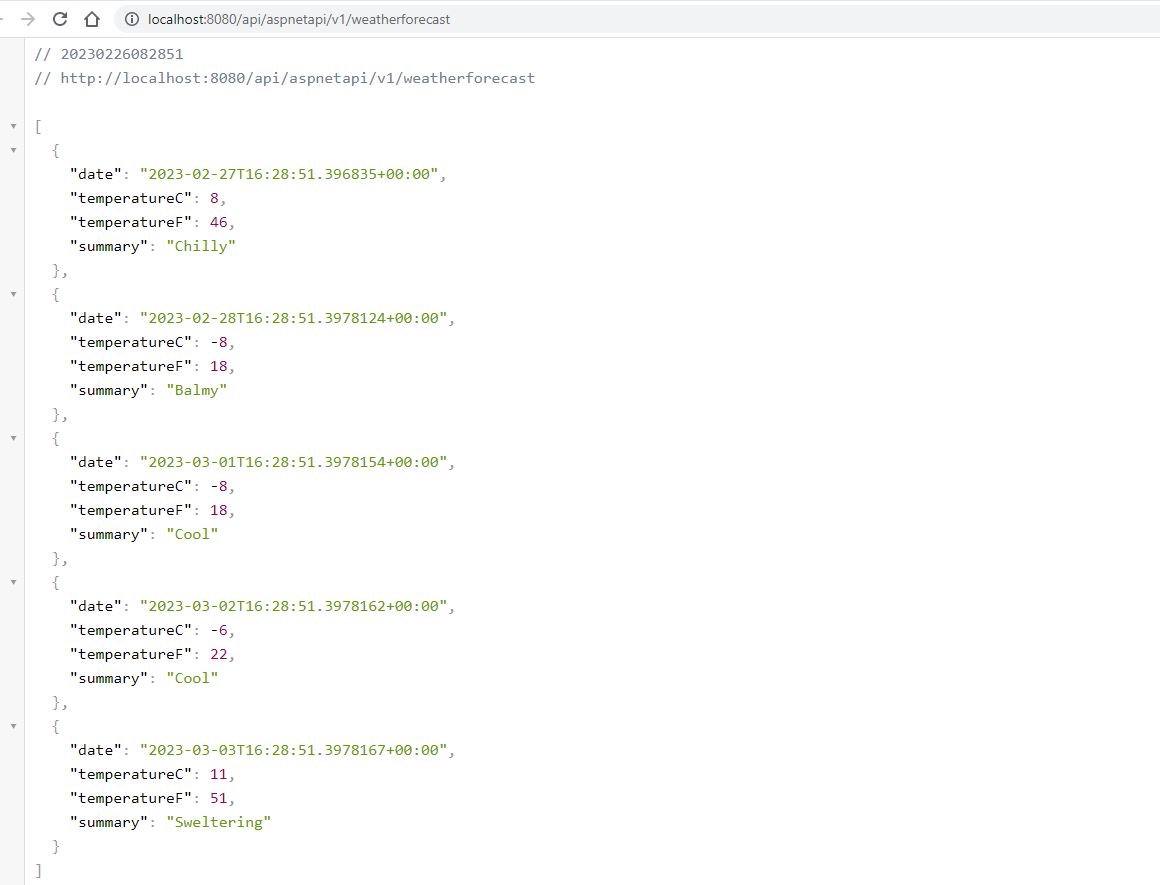 localhost:8080/api/aspnetapi/v1/weatherforecast
// 20230226082851
// http://localhost:8080/api/aspnetapi/v1/weatherforecast
[
{
"date": "2023-02-27T16:28:51.396835+00:00",
"temperatureC": 8,
"temperatureF": 46,
"summary": "Chilly"
},
{
"date": "2023-02-28T16:28:51.3978124+00:00",
"temperatureC": -8,
"temperatureF": 18,
"summary": "Balmy"
},
{
"date": "2023-03-01T16:28:51.3978154+00:00",
"temperatureC": -8,
"temperatureF": 18,
"summary": "Cool"
},
{
"date": "2023-03-02T16:28:51.3978162+00:00",
"temperatureC": -6,
"temperatureF": 22,
"summary": "Cool"
},
{
"date": "2023-03-03T16:28:51.3978167+00:00",
"temperatureC": 11,
"temperatureF": 51,
"summary": "Sweltering"
}
]